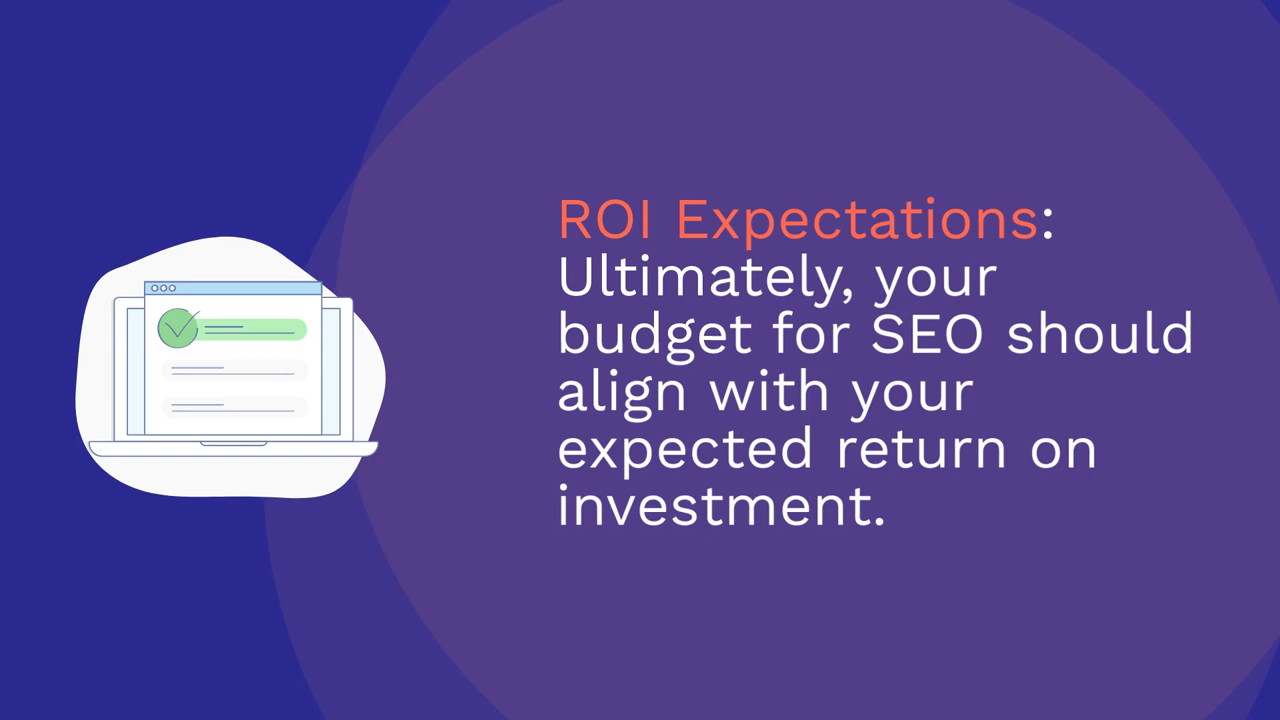 ROI Expectations:
Ultimately, your
budget for SEO should
align with your
expected return on
investment.